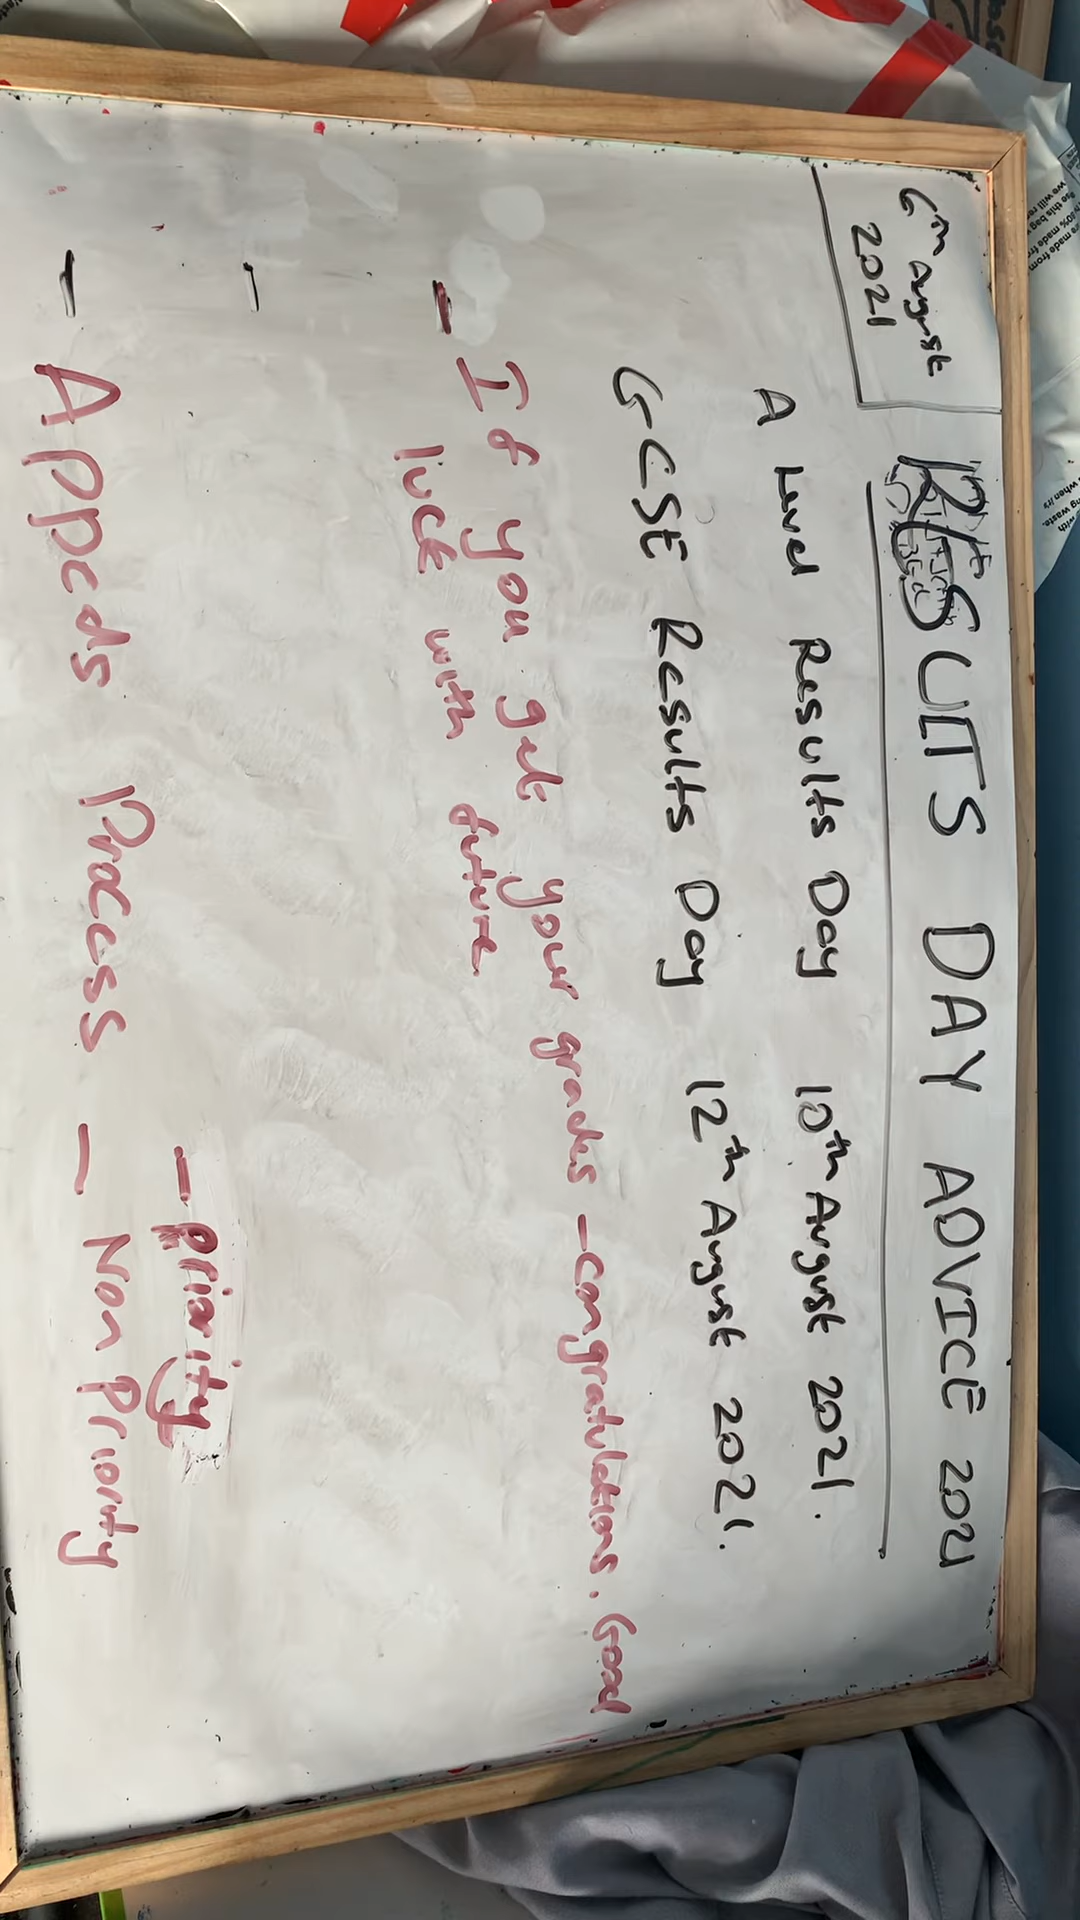 6th August
2021
RESULTS DAY ADVICE 2021
A Level Results Day 10th August 2021.
GCSE Results Day 12th August 2021.
- If you get your grades - congratulations. Good
luck with future.
-
- Priority
- Appeals Process - Non Priority